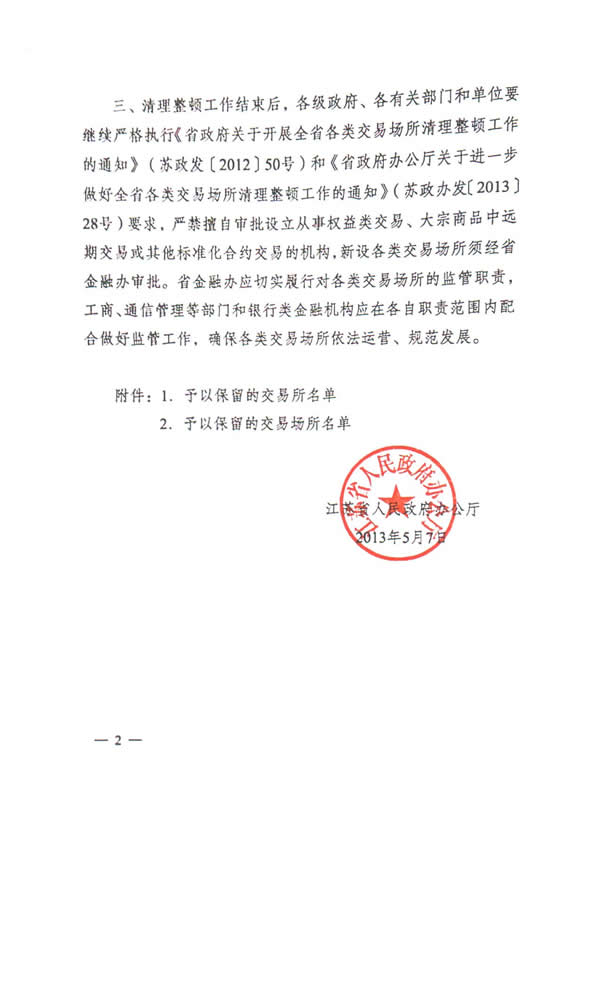 三、清理整顿工作结束后，各级政府、各有关部门和单位要
继续严格执行《省政府关于开展全省各类交易场所清理整顿工作
的通知》（苏政发〔2012〕50号）和《省政府办公厅关于进一步
做好全省各类交易场所清理整顿工作的通知》（苏政办发〔2013〕
28号）要求，严禁擅自审批设立从事权益类交易、大宗商品中远
期交易或其他标准化合约交易的机构，新设各类交易场所须经省
金融办审批。省金融办应切实履行对各类交易场所的监管职责，
工商、通信管理等部门和银行类金融机构应在各自职责范围内配
合做好监管工作，确保各类交易场所依法运营、规范发展。
附件：1．予以保留的交易所名单
2．予以保留的交易场所名单
江苏省人民政府办公厅
江苏省人民政府办公厅
2013年5月7日
— 2 —